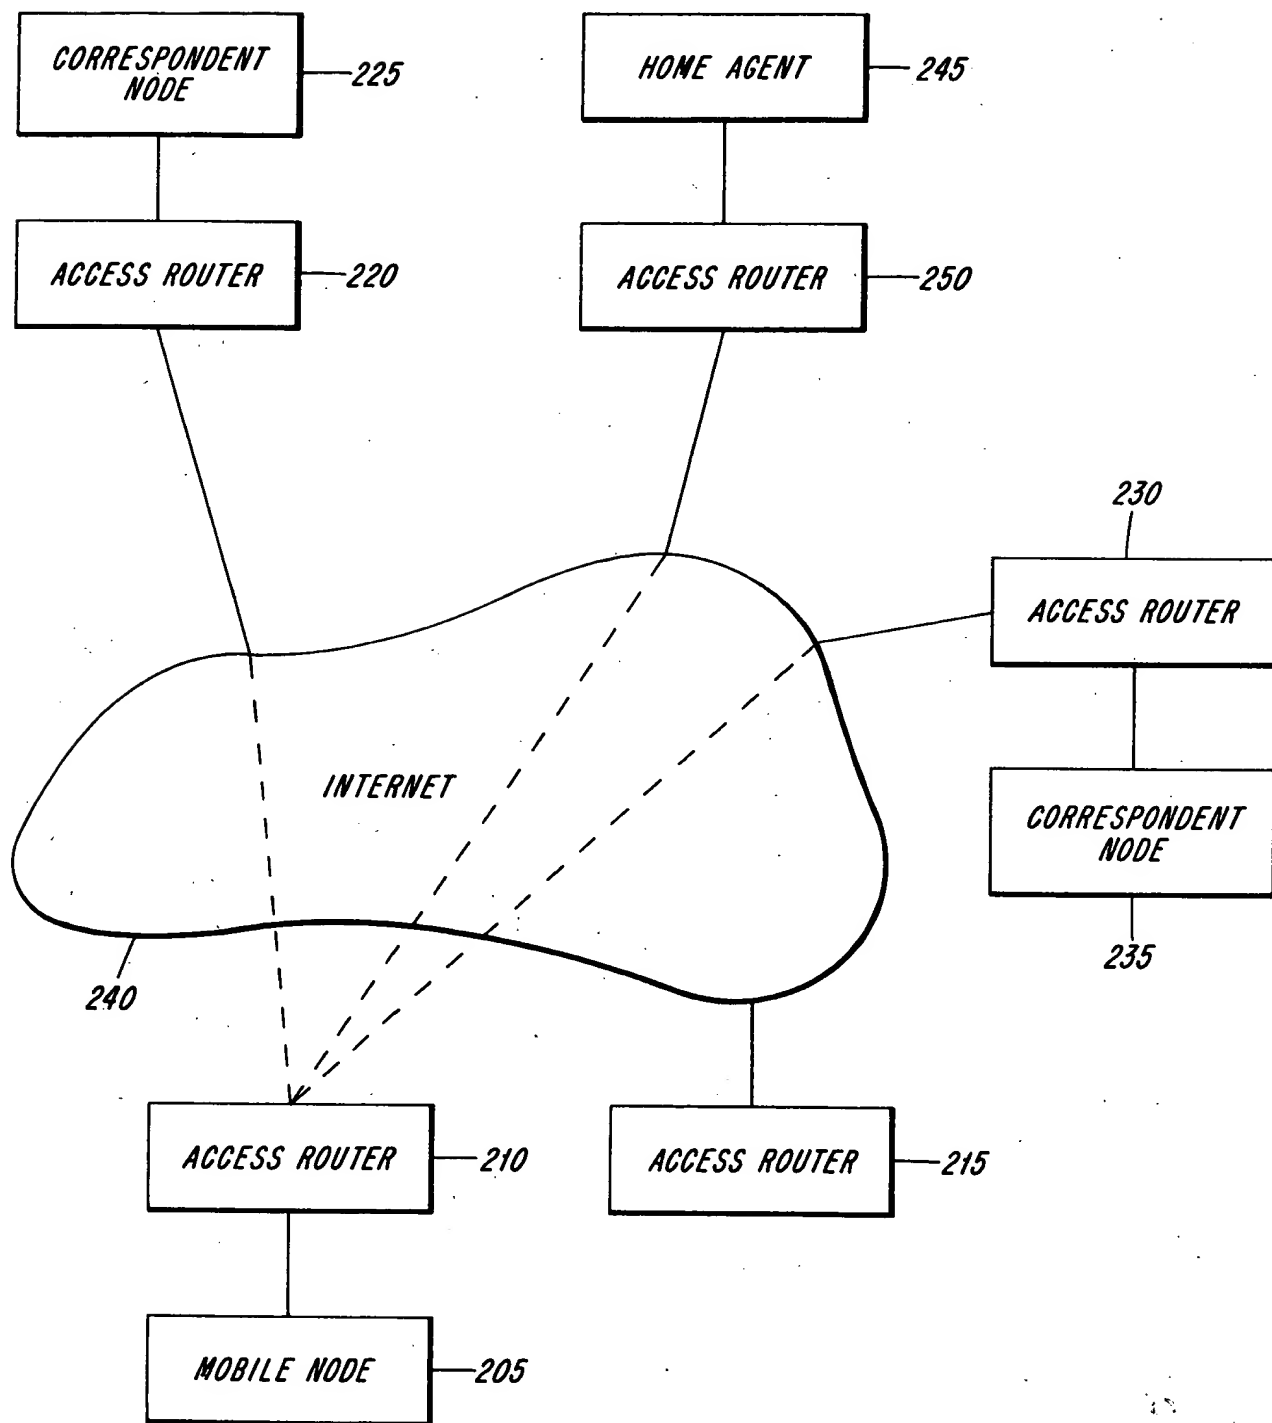 CORRESPONDENT
NODE
225
HOME AGENT
245
ACCESS ROUTER
220
ACCESS ROUTER
250
230
ACCESS ROUTER
INTERNET
CORRESPONDENT
NODE
235
240
ACCESS ROUTER
210
ACCESS ROUTER
215
MOBILE NODE
205